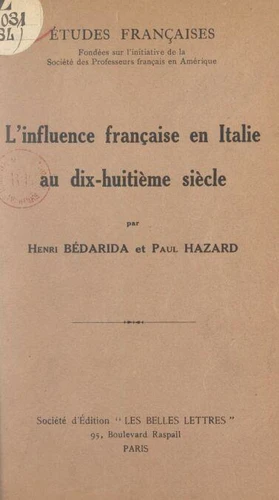 ÉTUDES FRANÇAISES
Fondées sur l'initiative de la
Société des Professeurs français en Amérique
L'influence française en Italie
au dix-huitième siècle
par
HENRI BÉDARIDA et PAUL HAZARD
Société d'Édition "LES BELLES LETTRES"
95, Boulevard Raspail
PARIS